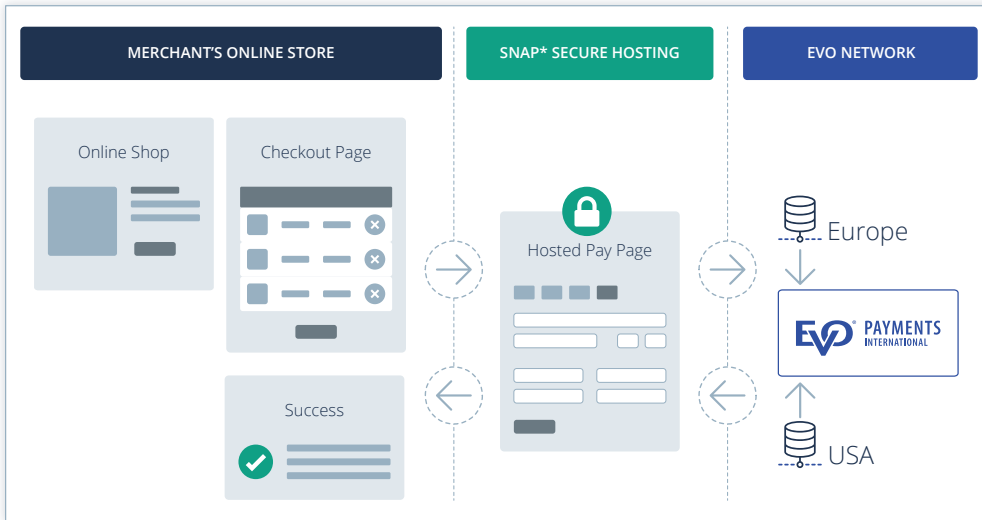 MERCHANT'S ONLINE STORE
SNAP* SECURE HOSTING
EVO NETWORK
Online Shop
Checkout Page
Hosted Pay Page
Europe
EVO® PAYMENTS
INTERNATIONAL
Success
USA